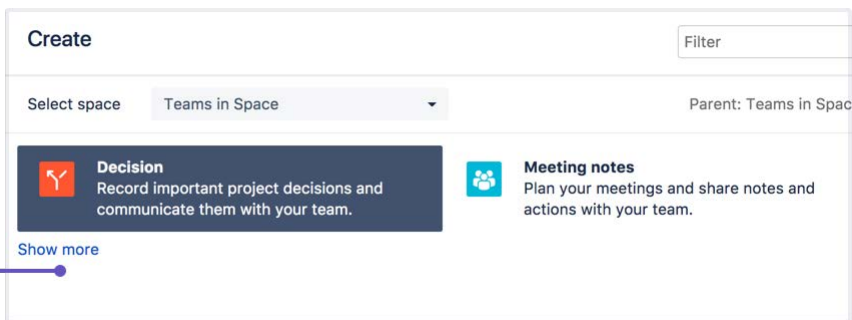 Create
Filter
Select space
Teams in Space
Parent: Teams in Spac
Decision
Record important project decisions and
communicate them with your team.
Meeting notes
Plan your meetings and share notes and
actions with your team.
Show more